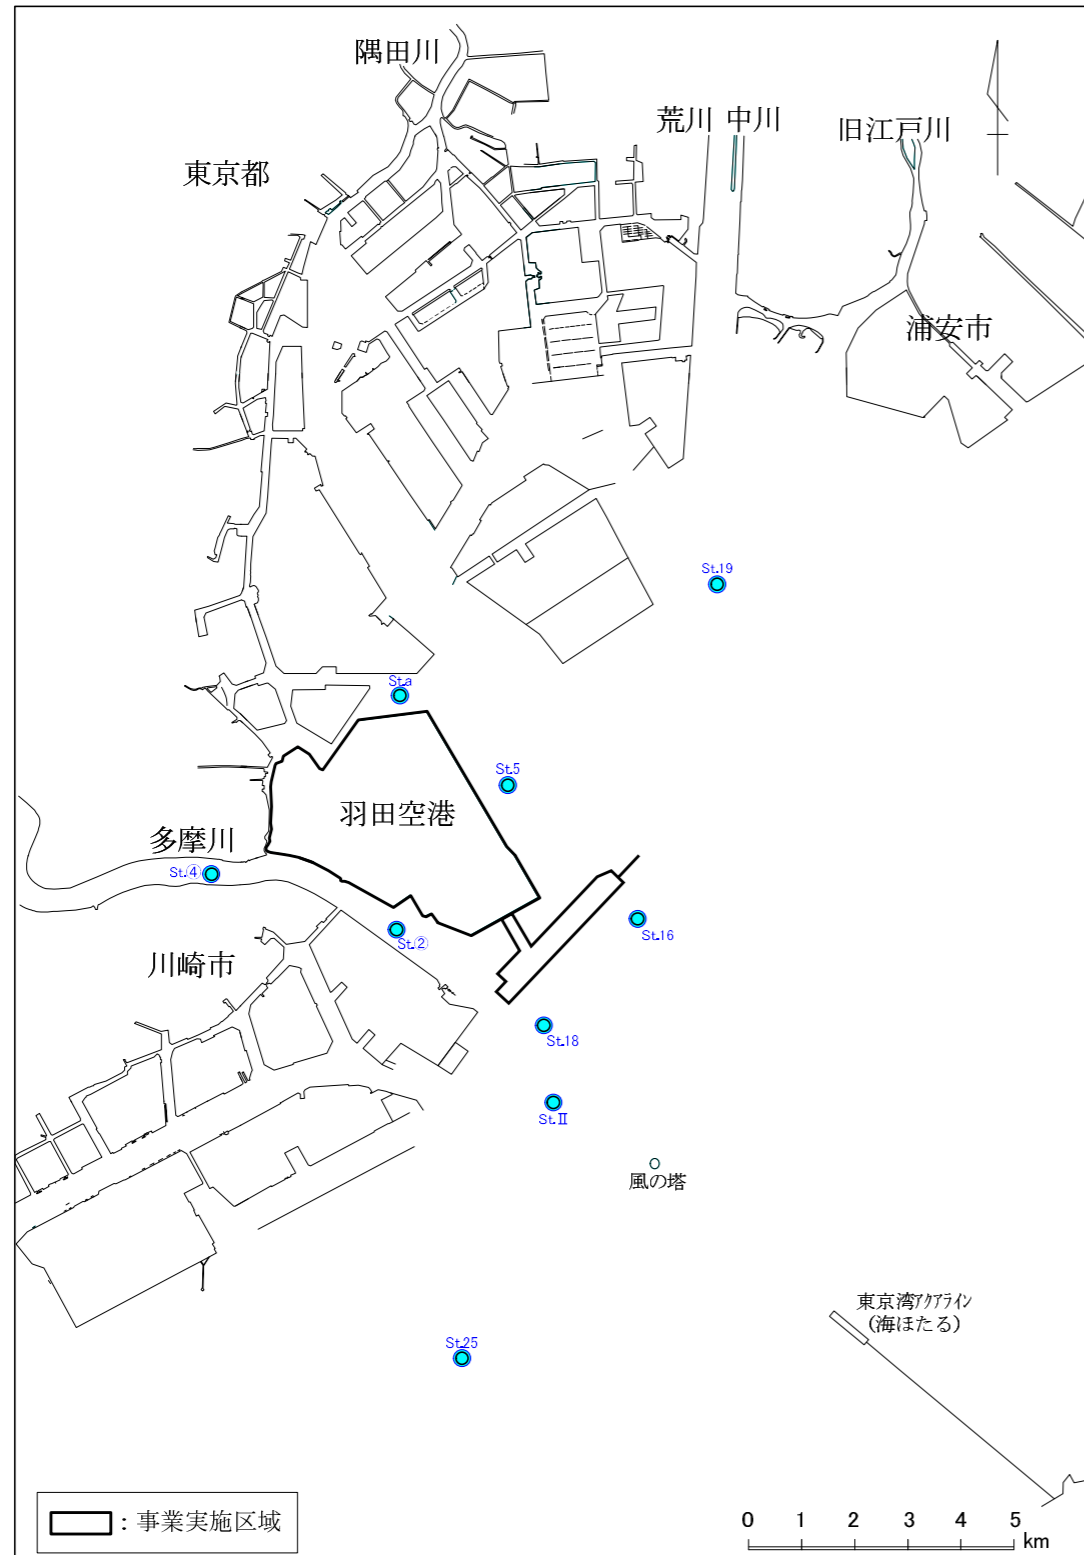 隅田川
荒川 中川
旧江戸川
東京都
浦安市
St.19
St.a
St.5
羽田空港
多摩川
St.④
St.16
St.②
川崎市
St.18
St.Ⅱ
風の塔
東京湾ｱｸｱﾗｲﾝ
(海ほたる)
St.25
：事業実施区域
0 1 2 3 4 5
km